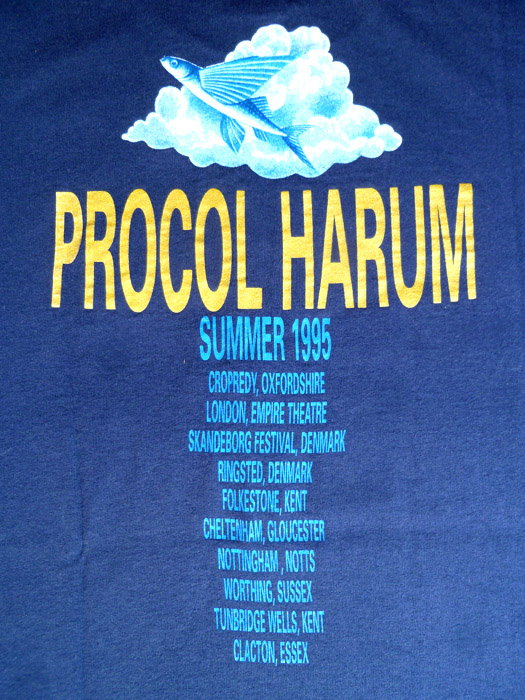 PROCOL HARUM
SUMMER 1995
CROPREDY, OXFORDSHIRE
LONDON, EMPIRE THEATRE
SKANDEBORG FESTIVAL, DENMARK
RINGSTED, DENMARK
FOLKESTONE, KENT
CHELTENHAM, GLOUCESTER
NOTTINGHAM , NOTTS
WORTHING, SUSSEX
TUNBRIDGE WELLS, KENT
CLACTON, ESSEX